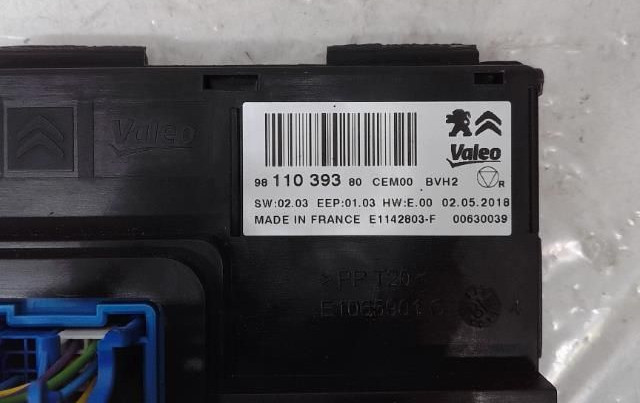 Valeo
Valeo
98 110 393 80 CEM00 BVH2 R
SW:02.03 EEP:01.03 HW:E.00 02.05.2018
MADE IN FRANCE E1142803-F 00630039
>PP T20<